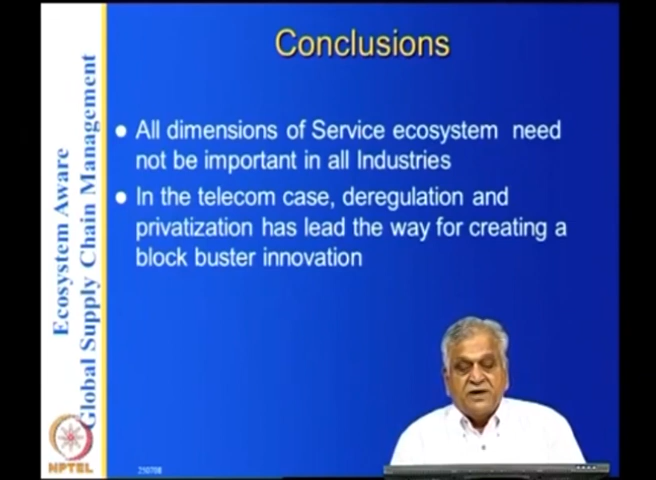 Conclusions
All dimensions of Service ecosystem need
not be important in all Industries
In the telecom case, deregulation and
privatization has lead the way for creating a
block buster innovation
Ecosystem Aware
Global Supply Chain Management
NPTEL
250708